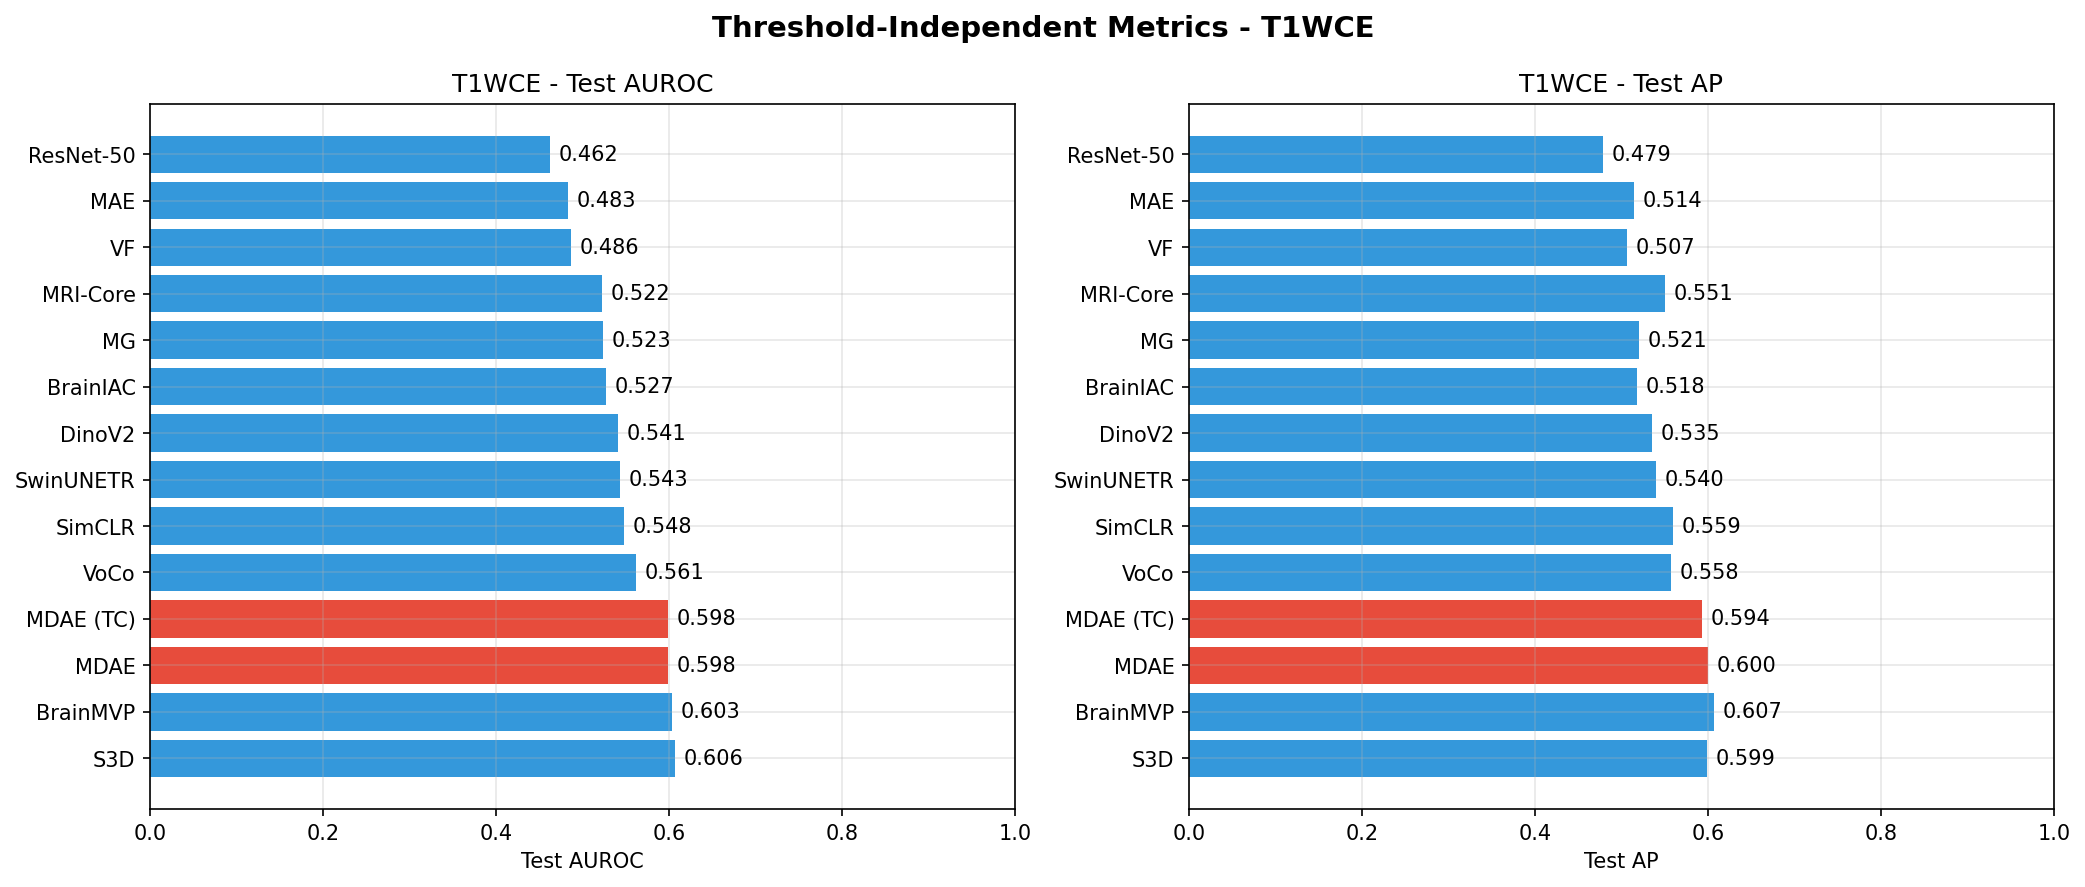 Threshold-Independent Metrics - T1WCE
T1WCE - Test AUROC
ResNet-50 0.462
MAE 0.483
VF 0.486
MRI-Core 0.522
MG 0.523
BrainIAC 0.527
DinoV2 0.541
SwinUNETR 0.543
SimCLR 0.548
VoCo 0.561
MDAE (TC) 0.598
MDAE 0.598
BrainMVP 0.603
S3D 0.606
0.0 0.2 0.4 0.6 0.8 1.0
Test AUROC
T1WCE - Test AP
ResNet-50 0.479
MAE 0.514
VF 0.507
MRI-Core 0.551
MG 0.521
BrainIAC 0.518
DinoV2 0.535
SwinUNETR 0.540
SimCLR 0.559
VoCo 0.558
MDAE (TC) 0.594
MDAE 0.600
BrainMVP 0.607
S3D 0.599
0.0 0.2 0.4 0.6 0.8 1.0
Test AP